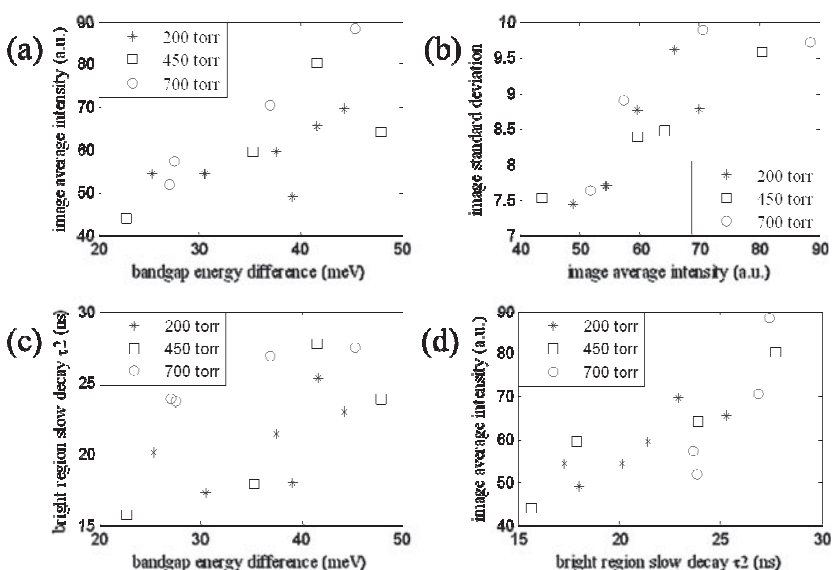 (a)
image average intensity (a.u.)
90
80
70
60
50
40
200 torr
450 torr
700 torr
20 30 40 50
bandgap energy difference (meV)
(b)
image standard deviation
10
9.5
9
8.5
8
7.5
7
200 torr
450 torr
700 torr
40 50 60 70 80 90
image average intensity (a.u.)
(c)
bright region slow decay τ2 (ns)
30
25
20
15
200 torr
450 torr
700 torr
20 30 40 50
bandgap energy difference (meV)
(d)
image average intensity (a.u.)
90
80
70
60
50
40
200 torr
450 torr
700 torr
15 20 25 30
bright region slow decay τ2 (ns)